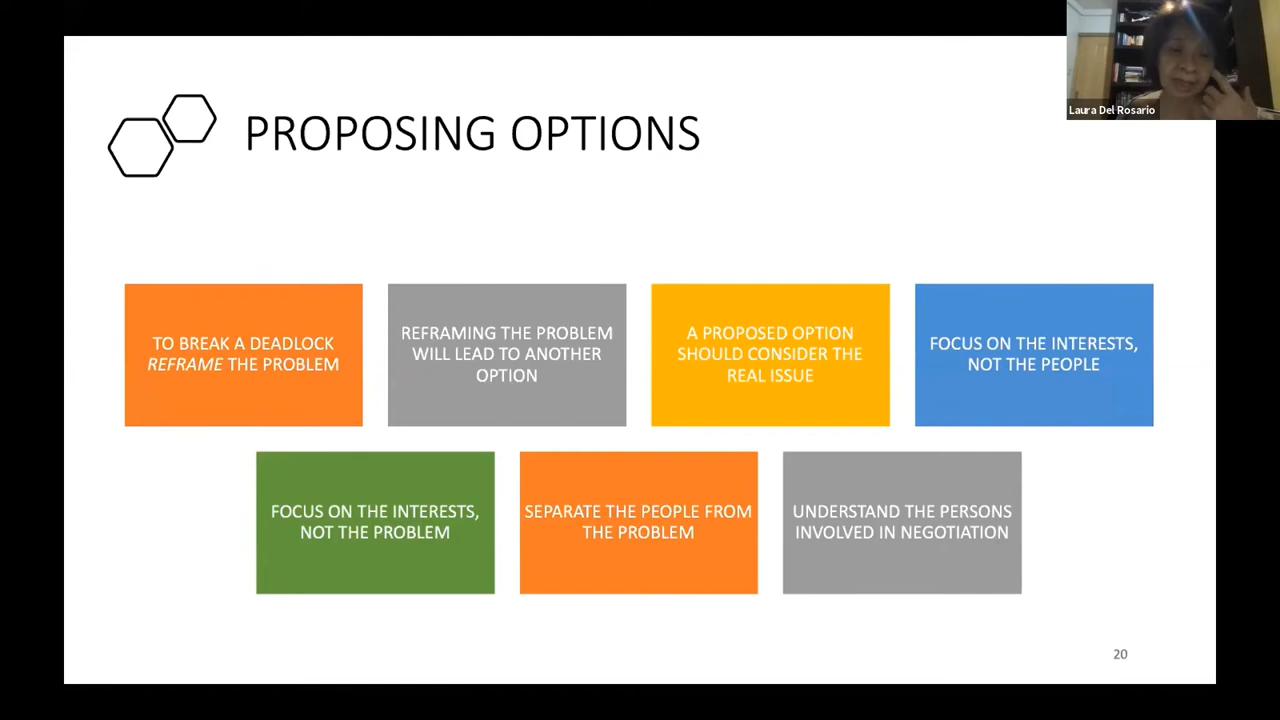 Laura Del Rosario
PROPOSING OPTIONS
TO BREAK A DEADLOCK
REFRAME THE PROBLEM
REFRAMING THE PROBLEM
WILL LEAD TO ANOTHER
OPTION
A PROPOSED OPTION
SHOULD CONSIDER THE
REAL ISSUE
FOCUS ON THE INTERESTS,
NOT THE PEOPLE
FOCUS ON THE INTERESTS,
NOT THE PROBLEM
SEPARATE THE PEOPLE FROM
THE PROBLEM
UNDERSTAND THE PERSONS
INVOLVED IN NEGOTIATION
20